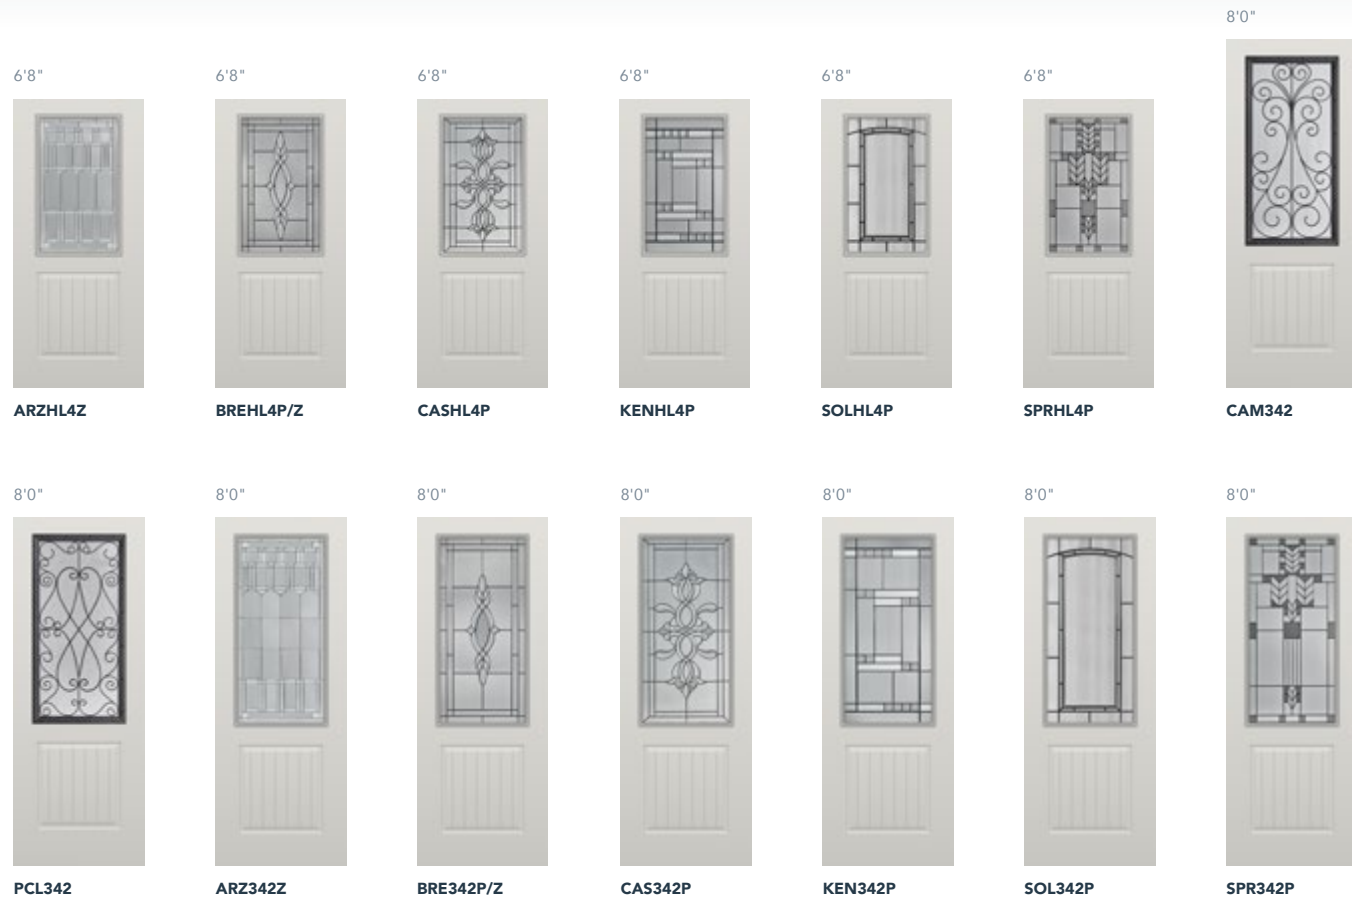 8'0"
6'8"
6'8"
6'8"
6'8"
6'8"
6'8"
ARZHL4Z
BREHL4P/Z
CASHL4P
KENHL4P
SOLHL4P
SPRHL4P
CAM342
8'0"
8'0"
8'0"
8'0"
8'0"
8'0"
8'0"
PCL342
ARZ342Z
BRE342P/Z
CAS342P
KEN342P
SOL342P
SPR342P